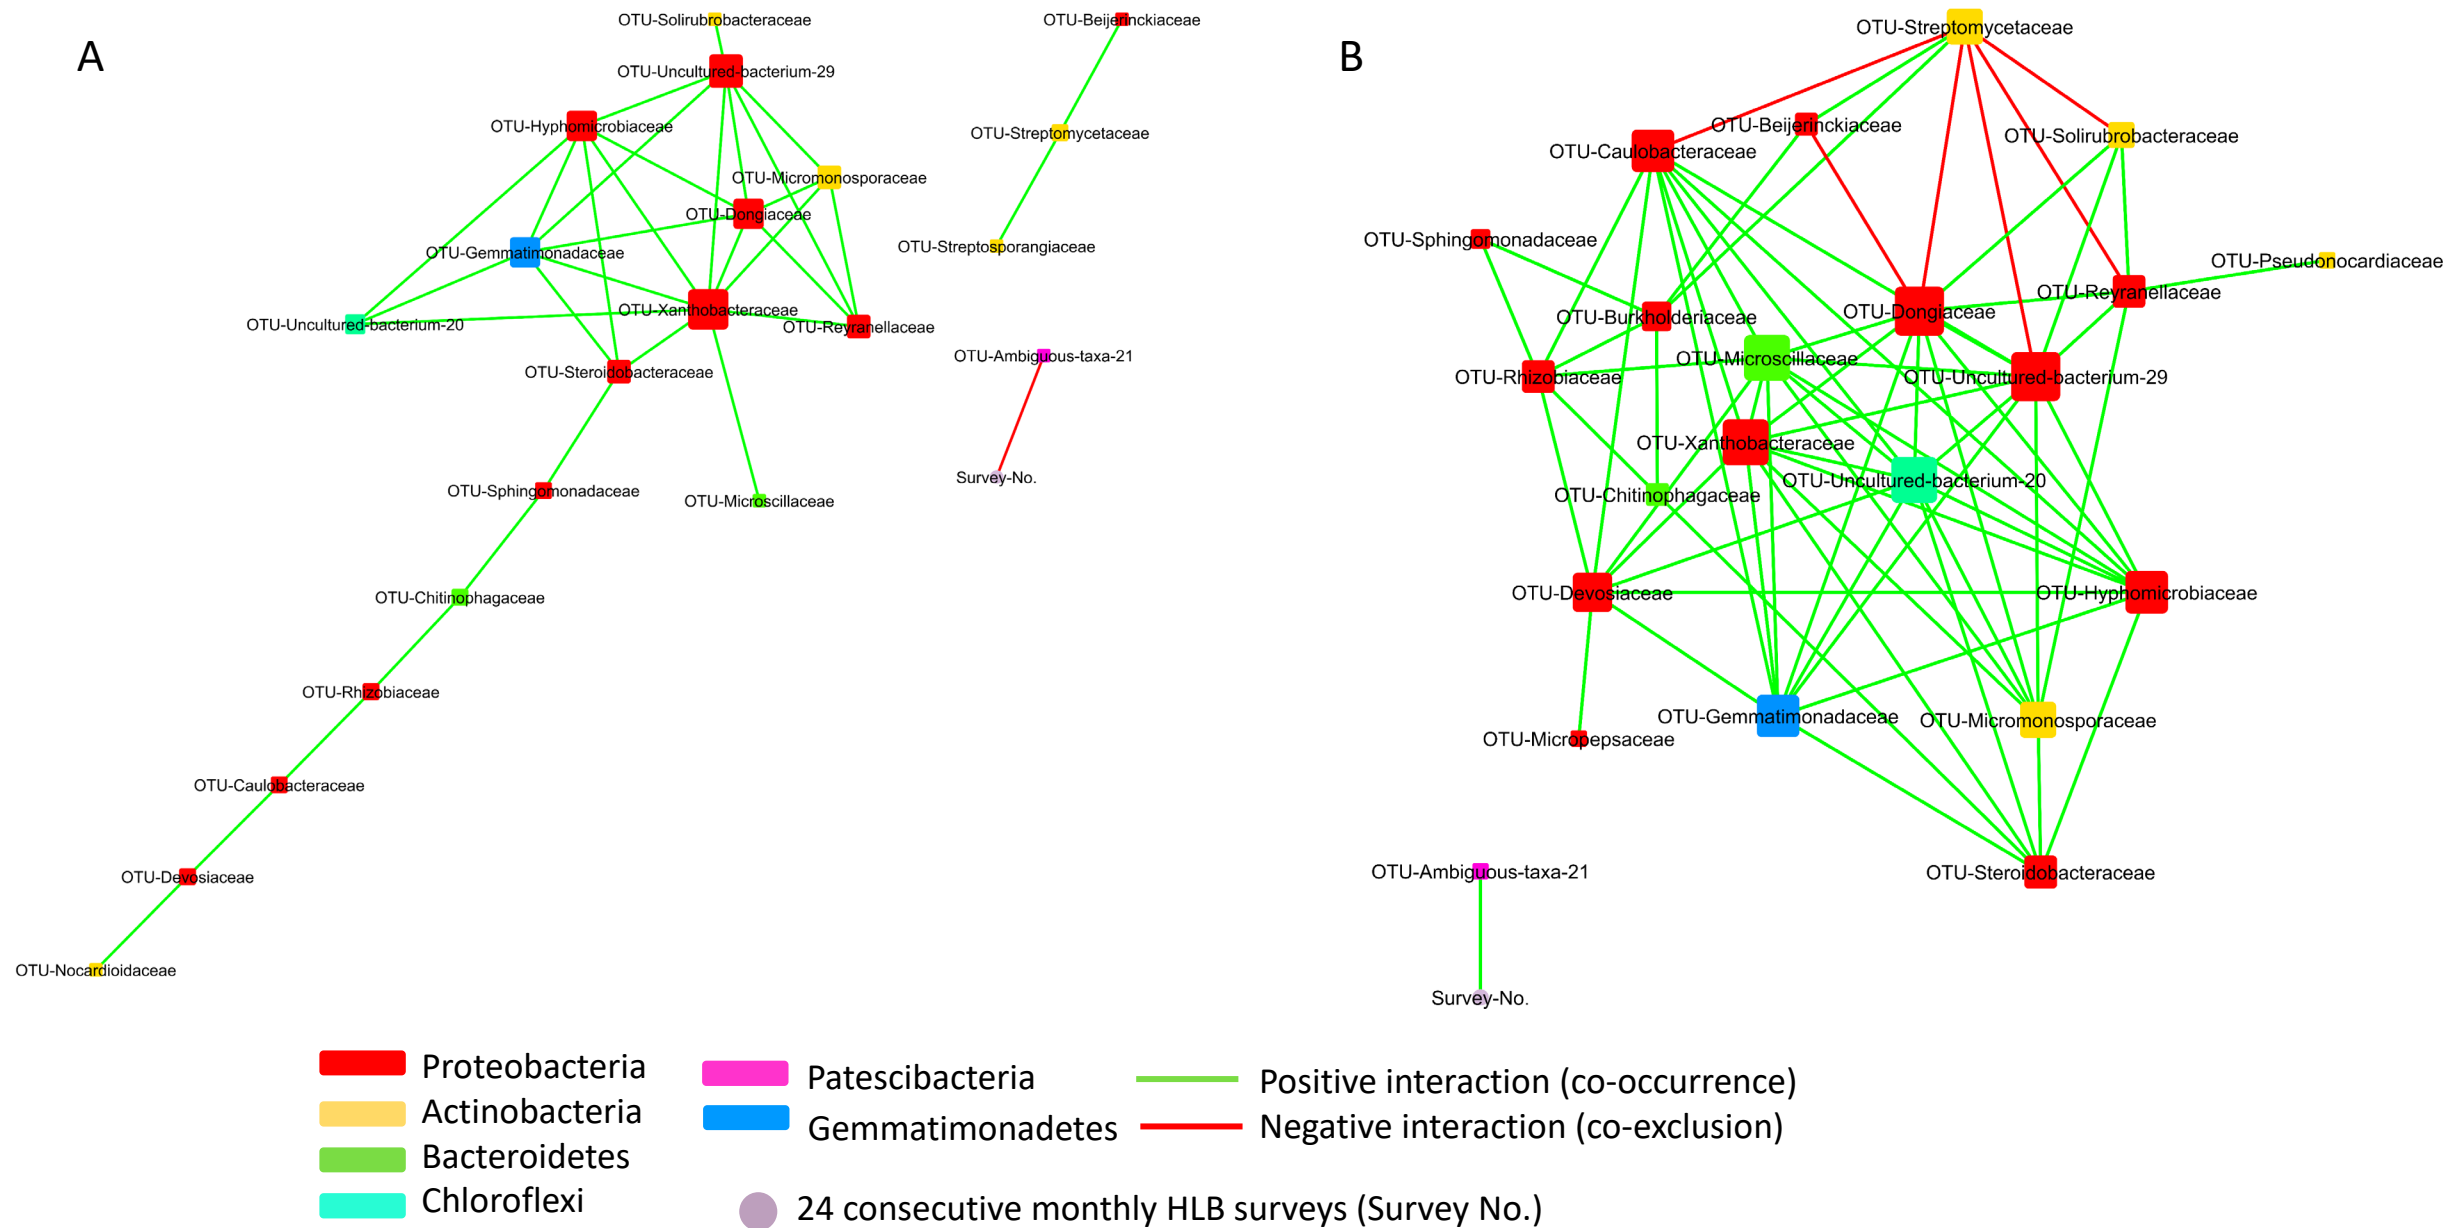 A
OTU-Solirubrobacteraceae
OTU-Uncultured-bacterium-29
OTU-Hyphomicrobiaceae
OTU-Micromonosporaceae
OTU-Dongiaceae
OTU-Gemmatimonadaceae
OTU-Xanthobacteraceae
OTU-Uncultured-bacterium-20
OTU-Reyranellaceae
OTU-Steroidobacteraceae
OTU-Sphingomonadaceae
OTU-Microscillaceae
OTU-Chitinophagaceae
OTU-Rhizobiaceae
OTU-Caulobacteraceae
OTU-Devosiaceae
OTU-Nocardioidaceae
OTU-Beijerinckiaceae
OTU-Streptomycetaceae
OTU-Streptosporangiaceae
OTU-Ambiguous-taxa-21
Survey-No.
B
OTU-Streptomycetaceae
OTU-Beijerinckiaceae
OTU-Solirubrobacteraceae
OTU-Caulobacteraceae
OTU-Sphingomonadaceae
OTU-Pseudonocardiaceae
OTU-Reyranellaceae
OTU-Burkholderiaceae
OTU-Dongiaceae
OTU-Microscillaceae
OTU-Rhizobiaceae
OTU-Uncultured-bacterium-29
OTU-Xanthobacteraceae
OTU-Uncultured-bacterium-20
OTU-Chitinophagaceae
OTU-Devosiaceae
OTU-Hyphomicrobiaceae
OTU-Gemmatimonadaceae
OTU-Micromonosporaceae
OTU-Micropepsaceae
OTU-Steroidobacteraceae
OTU-Ambiguous-taxa-21
Survey-No.
Proteobacteria
Actinobacteria
Bacteroidetes
Chloroflexi
Patescibacteria
Gemmatimonadetes
Positive interaction (co-occurrence)
Negative interaction (co-exclusion)
24 consecutive monthly HLB surveys (Survey No.)